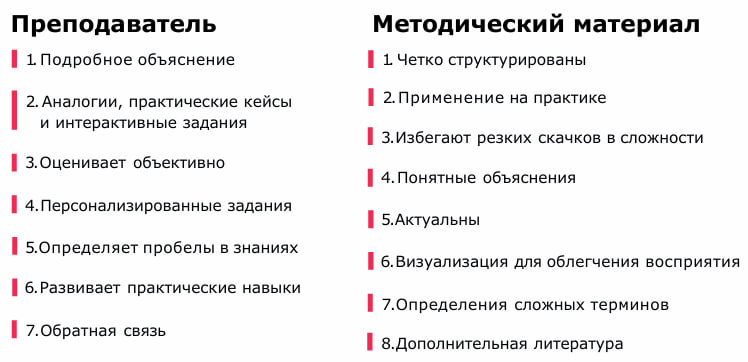 Преподаватель
1. Подробное объяснение
2. Аналогии, практические кейсы
и интерактивные задания
3. Оценивает объективно
4. Персонализированные задания
5. Определяет пробелы в знаниях
6. Развивает практические навыки
7. Обратная связь
Методический материал
1. Четко структурированы
2. Применение на практике
3. Избегают резких скачков в сложности
4. Понятные объяснения
5. Актуальны
6. Визуализация для облегчения восприятия
7. Определения сложных терминов
8. Дополнительная литература